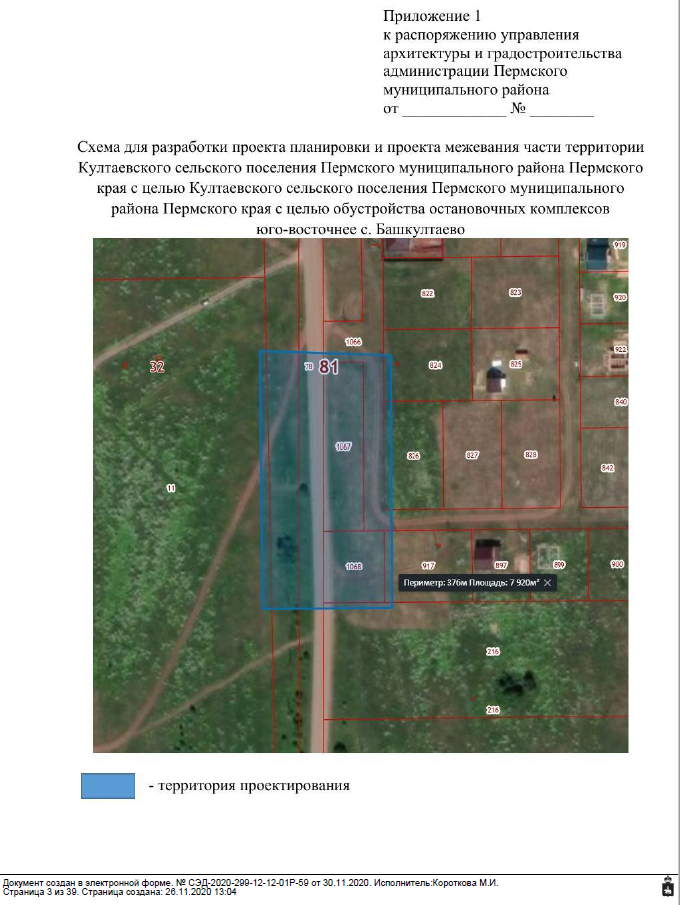 Приложение 1
к распоряжению управления
архитектуры и градостроительства
администрации Пермского
муниципального района
от _____________ № ________
Схема для разработки проекта планировки и проекта межевания части территории
Култаевского сельского поселения Пермского муниципального района Пермского
края с целью Култаевского сельского поселения Пермского муниципального
района Пермского края с целью обустройства остановочных комплексов
юго-восточнее с. Башкултаево
919
822
823
920
1066
922
32
78
81
824
825
840
1067
826
827
828
842
11
1068
917
897
899
900
Периметр: 376м Площадь: 7 920м² ✕
216
216
- территория проектирования
Документ создан в электронной форме. № СЭД-2020-299-12-12-01Р-59 от 30.11.2020. Исполнитель:Короткова М.И.
Страница 3 из 39. Страница создана: 26.11.2020 13:04